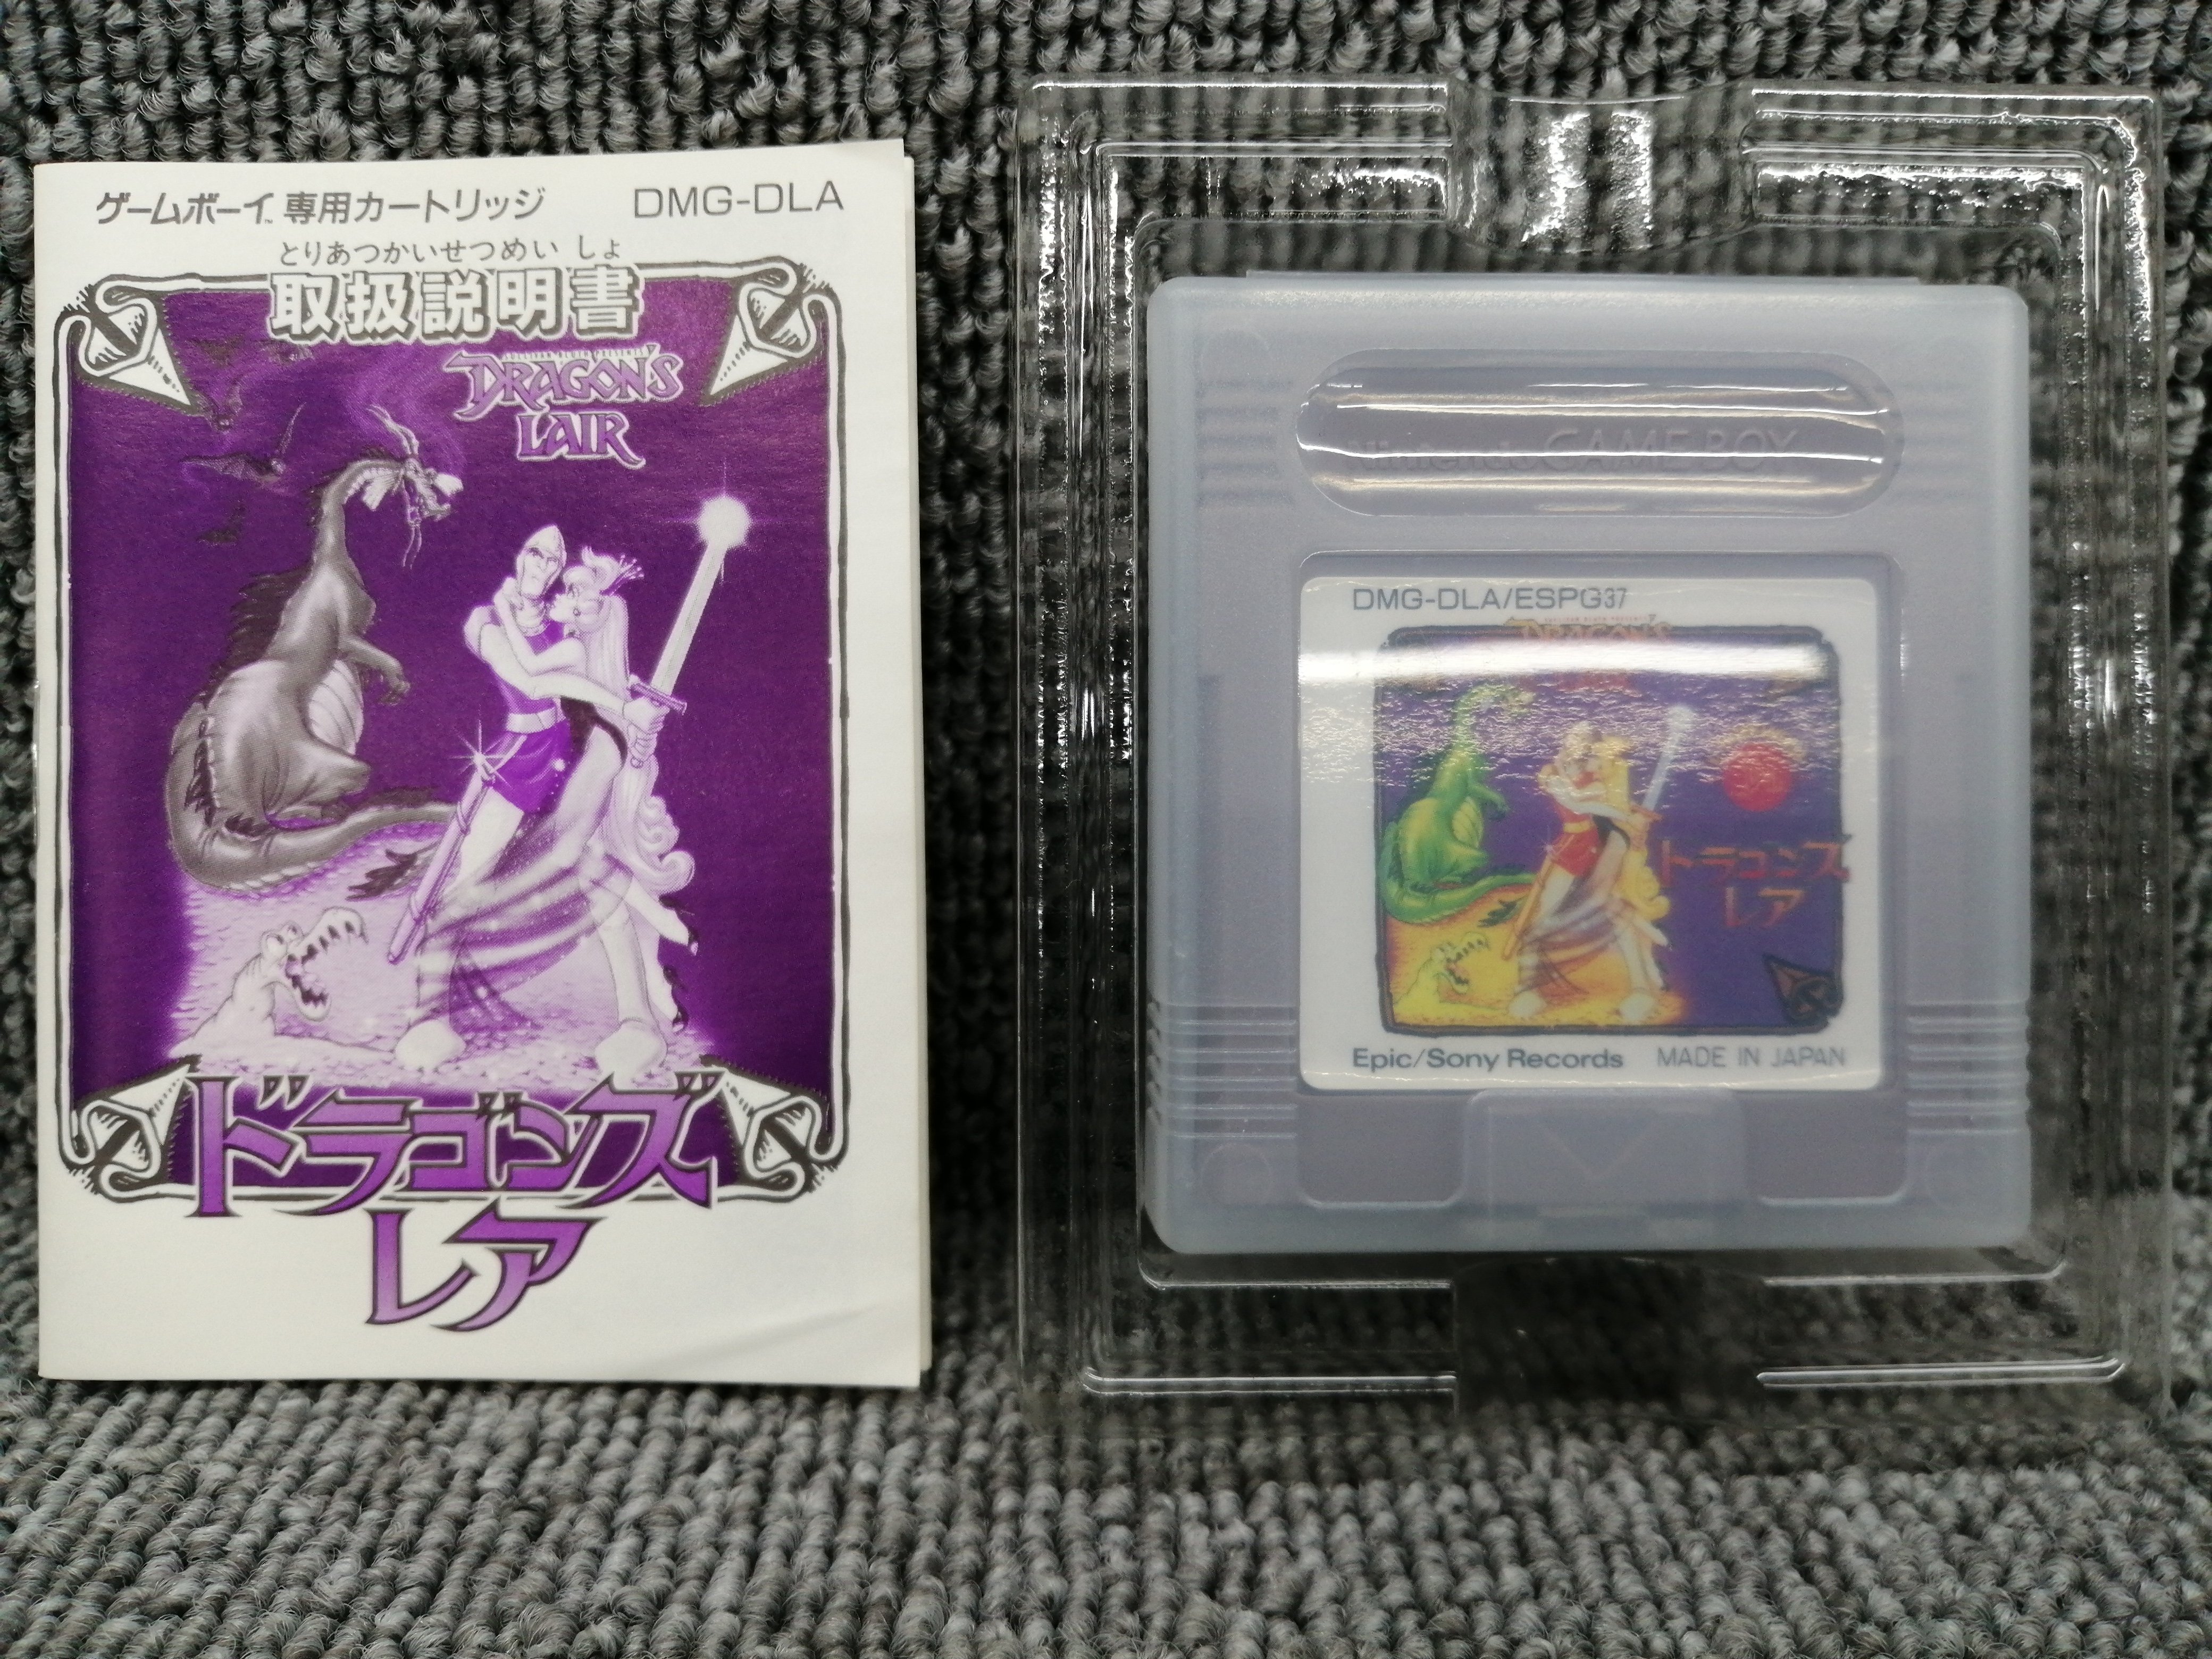 ゲームボーイ™専用カートリッジ DMG-DLA
とりあつかいせつめいしょ
取扱説明書
DRAGON'S
LAIR
ドラゴンズ
レア
Nintendo GAME BOY
DMG-DLA/ESPG37
DRAGON'S
ドラゴンズ
レア
Epic/Sony Records MADE IN JAPAN